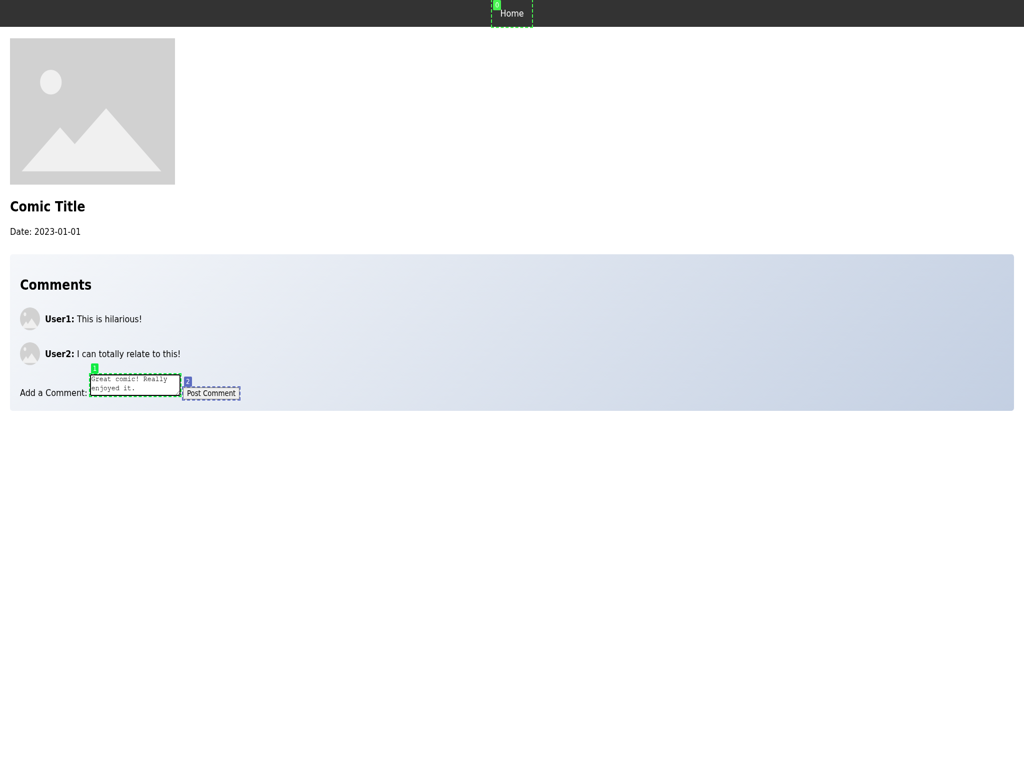 0
Home
Comic Title
Date: 2023-01-01
Comments
User1: This is hilarious!
User2: I can totally relate to this!
1
Great comic! Really
enjoyed it.
2
Add a Comment:
Post Comment